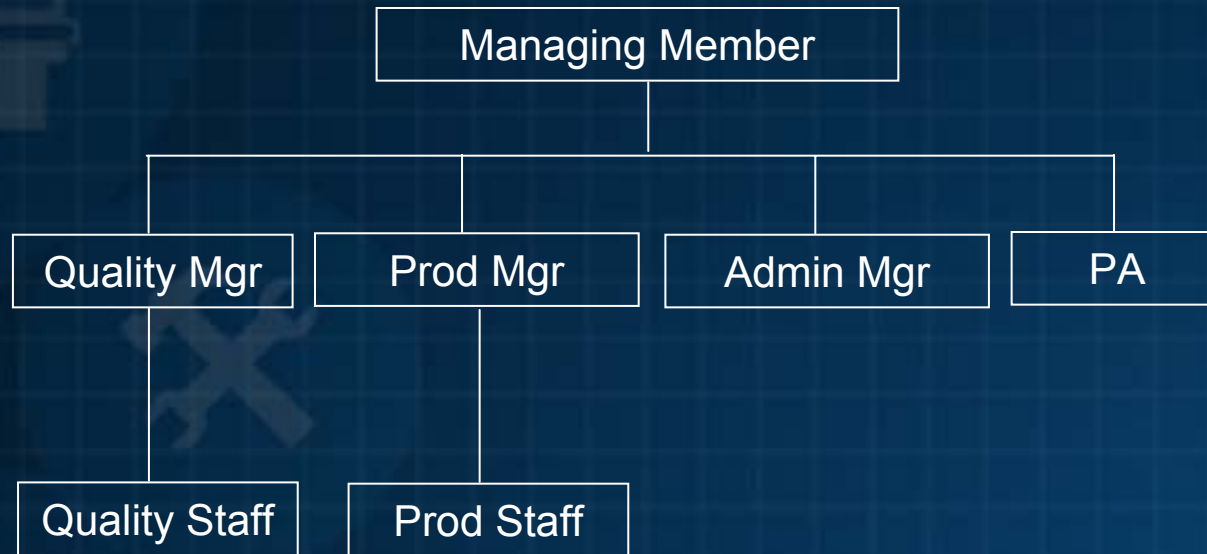 Managing Member
Quality Mgr
Prod Mgr
Admin Mgr
PA
Quality Staff
Prod Staff